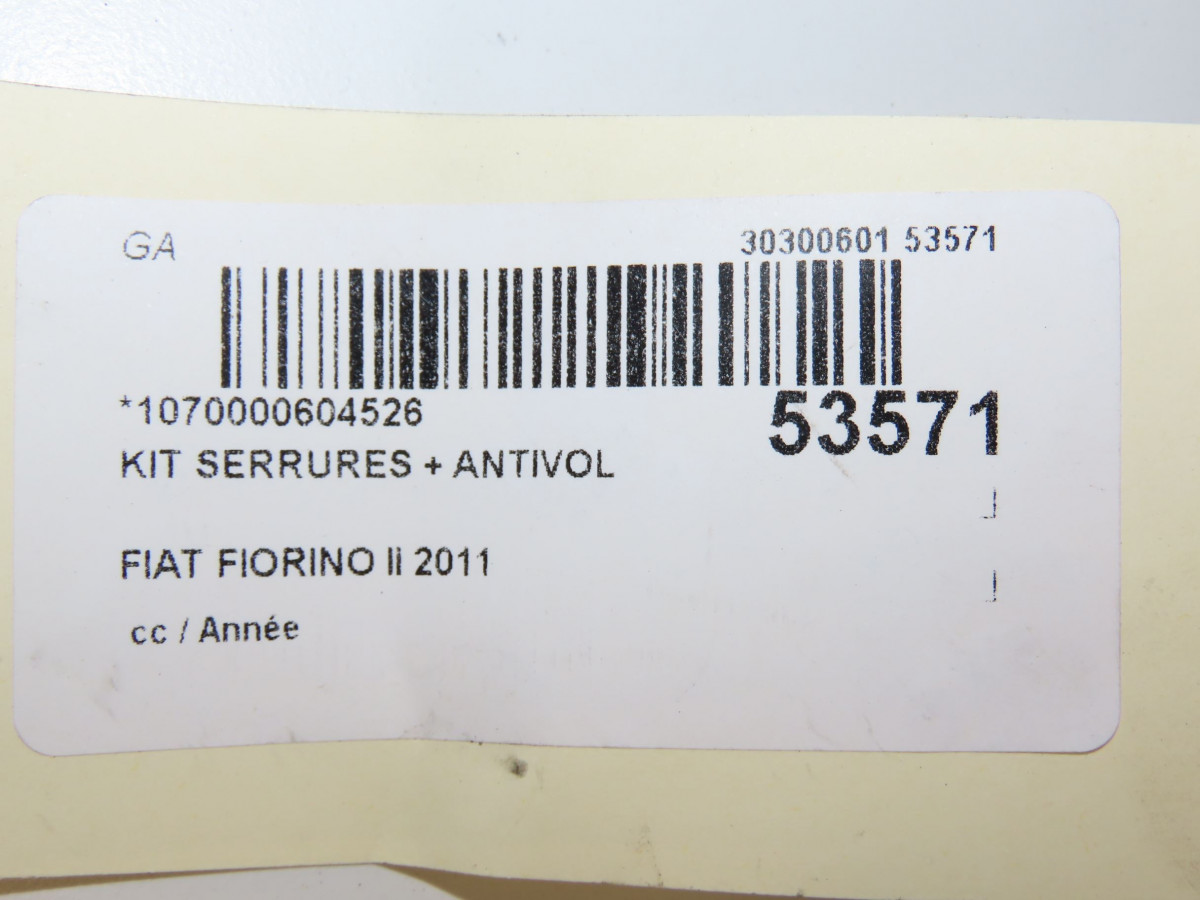 GA 30300601 53571
*1070000604526 53571
KIT SERRURES + ANTIVOL
FIAT FIORINO II 2011
cc / Année